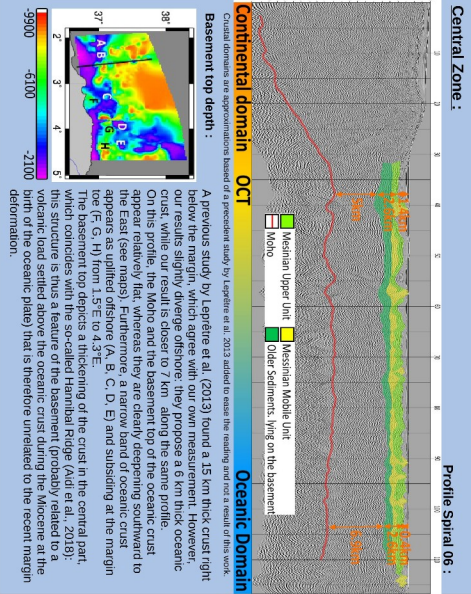 Central Zone :
Profile Spiral 06 :
Mesinian Upper Unit
Messinian Mobile Unit
Moho
Older Sediments. lying on the basement
Continental domain OCT Oceanic Domain
Crustal domains are approximations based of a precedent study by Leprêtre et al. 2013 added to ease the reading and not a result of this work.
Basement top depth :
37° 38°
2° 3° 4° 5°
A B C D E F G H
-9900 -6100 -2100
A previous study by Leprêtre et al. (2013) found a 15 km thick crust right
below the margin, which agree with our own measurement. However,
our results slightly diverge offshore: they propose a 6 km thick oceanic
crust, while our result is closer to 7 km along the same profile.
On this profile, the Moho and the basement top of the oceanic crust
appear relatively flat, whereas they are clearly deepening southward to
the East (see maps). Furthermore, a narrow band of oceanic crust
appears as uplifted offshore (A, B, C, D, E) and subsiding at the margin
toe (F, G, H) from 1.5°E to 4.3°E.
The basement top depicts a thickening of the crust in the central part,
which coincides with the so-called Hannibal Ridge (Aïdi et al., 2018);
this structure is thus a feature of the basement (probably related to a
volcanic load settled above the oceanic crust during the Miocene at the
birth of the oceanic plate) that is therefore unrelated to the recent margin
deformation.